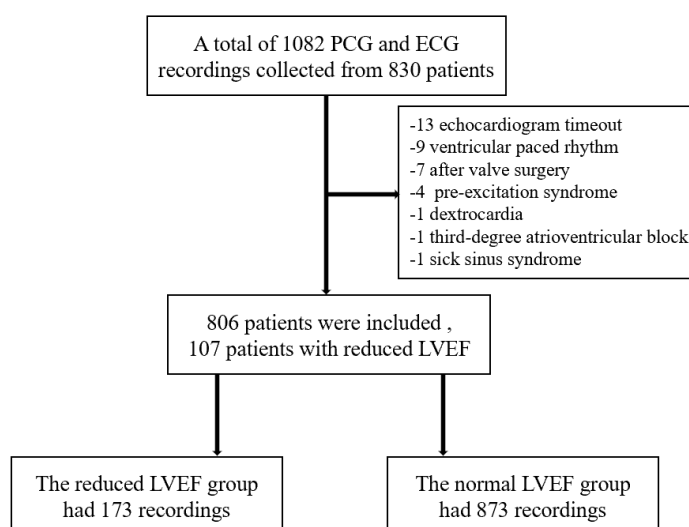 A total of 1082 PCG and ECG
recordings collected from 830 patients
-13 echocardiogram timeout
-9 ventricular paced rhythm
-7 after valve surgery
-4  pre-excitation syndrome
-1 dextrocardia
-1 third-degree atrioventricular block
-1 sick sinus syndrome
806 patients were included ,
107 patients with reduced LVEF
The reduced LVEF group
had 173 recordings
The normal LVEF group
had 873 recordings